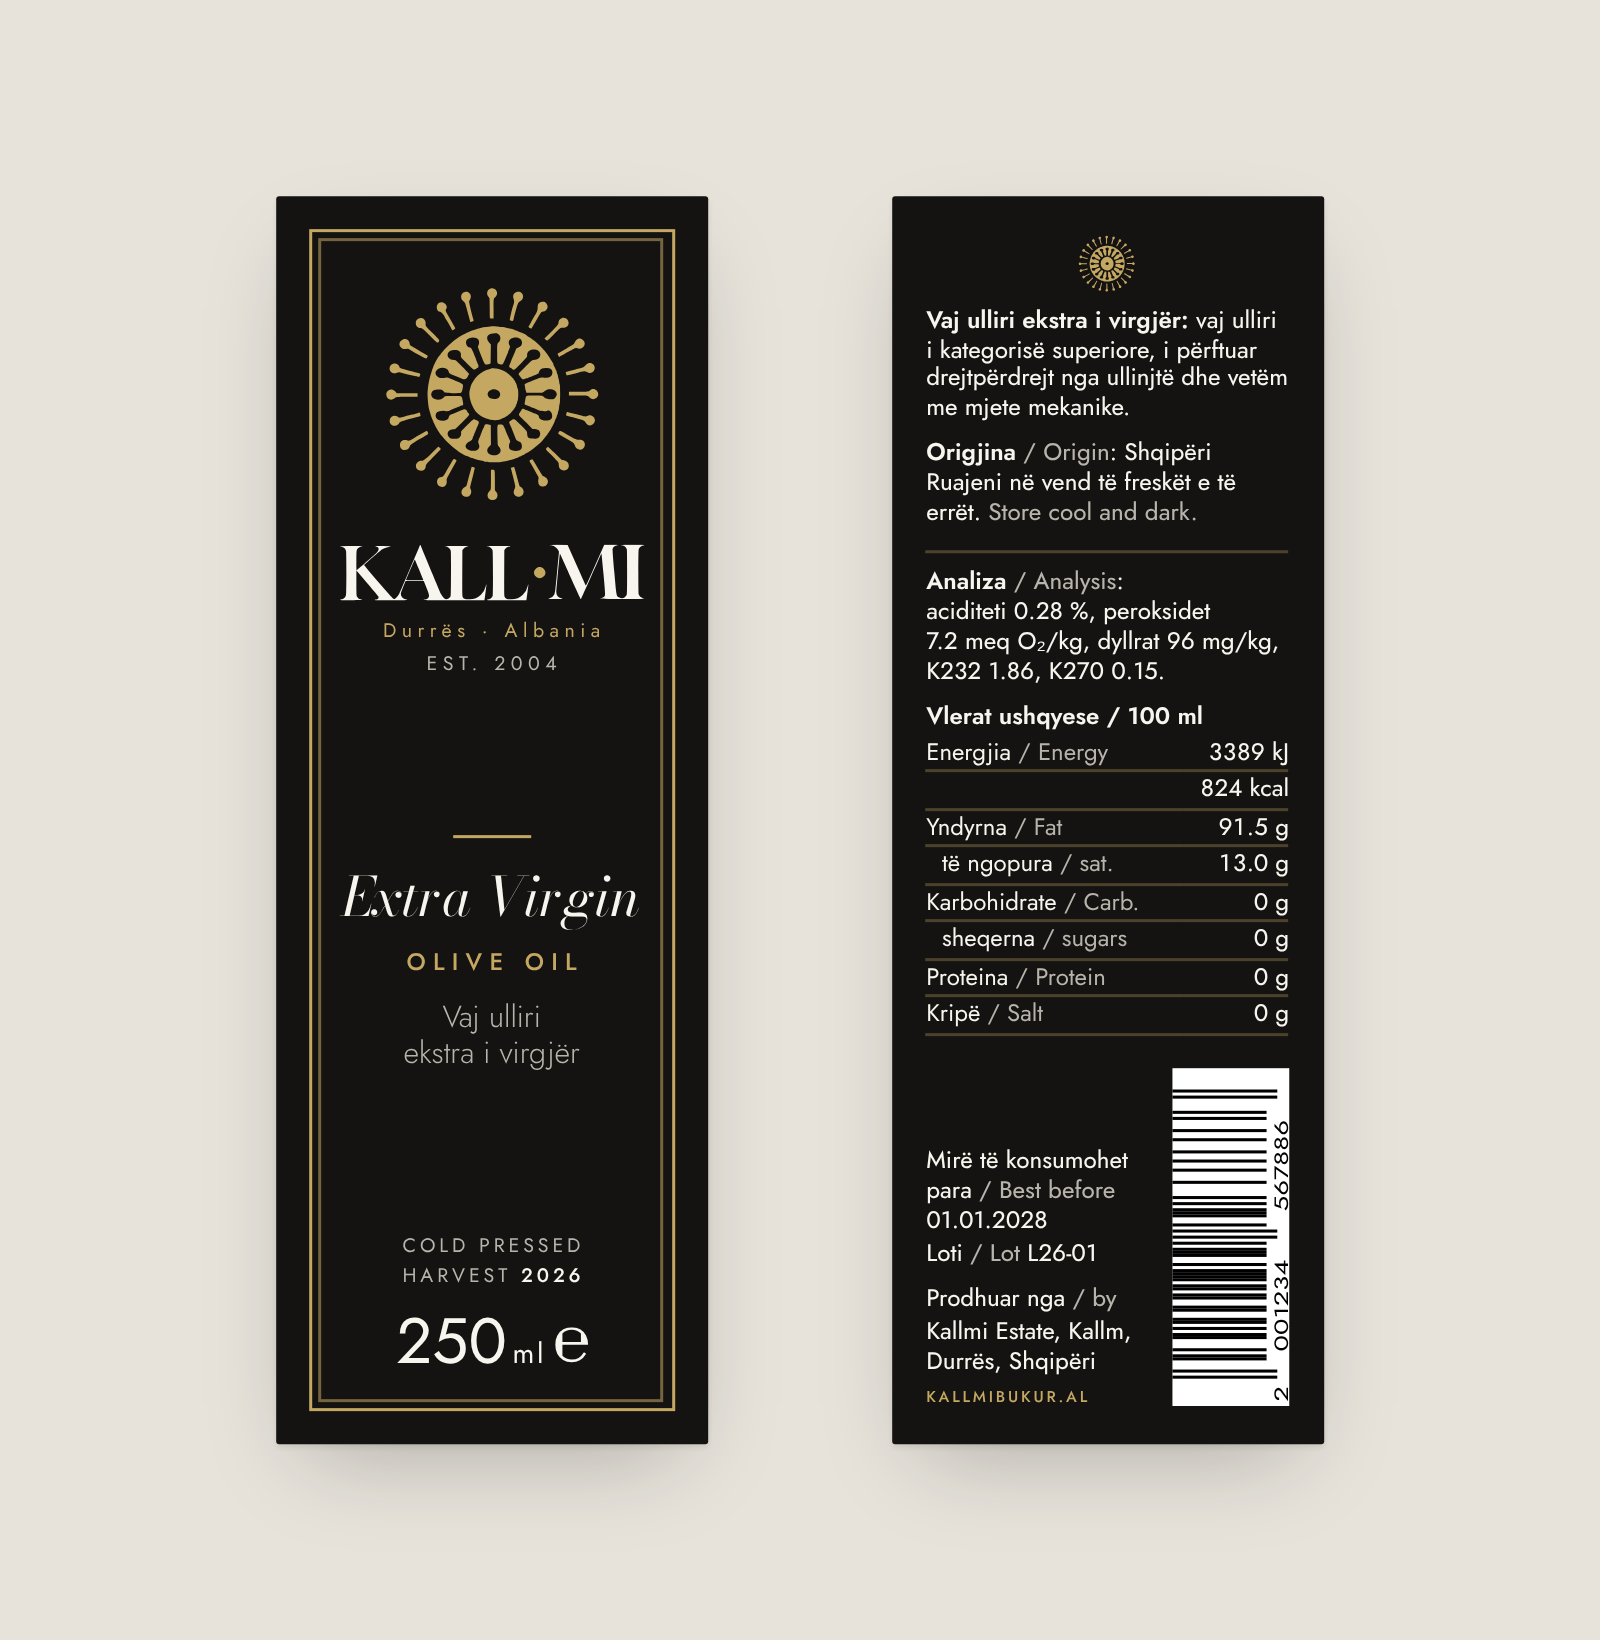 KALL·MI
Durrës · Albania
EST. 2004
Extra Virgin
OLIVE OIL
Vaj ulliri
ekstra i virgjër
COLD PRESSED
HARVEST 2026
250 ml ℮
Vaj ulliri ekstra i virgjër: vaj ulliri
i kategorisë superiore, i përftuar
drejtpërdrejt nga ullinjtë dhe vetëm
me mjete mekanike.
Origjina / Origin: Shqipëri
Ruajeni në vend të freskët e të
errët. Store cool and dark.
Analiza / Analysis:
aciditeti 0.28 %, peroksidet
7.2 meq O₂/kg, dyllrat 96 mg/kg,
K232 1.86, K270 0.15.
Vlerat ushqyese / 100 ml
Energjia / Energy 3389 kJ
824 kcal
Yndyrna / Fat 91.5 g
të ngopura / sat. 13.0 g
Karbohidrate / Carb. 0 g
sheqerna / sugars 0 g
Proteina / Protein 0 g
Kripë / Salt 0 g
Mirë të konsumohet
para / Best before
01.01.2028
Loti / Lot L26-01
Prodhuar nga / by
Kallmi Estate, Kallm,
Durrës, Shqipëri
KALLMIBUKUR.AL
2 001234 567886